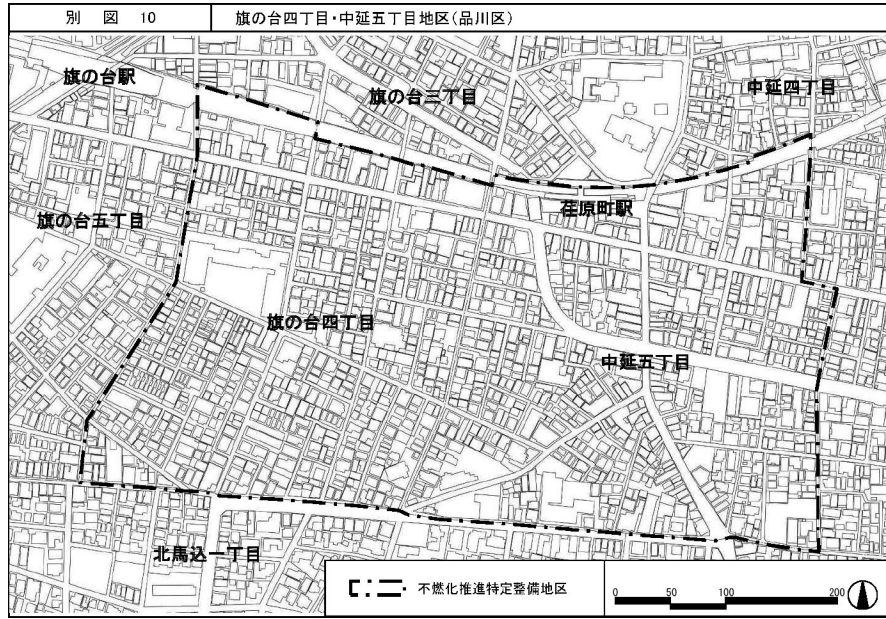 別 図 10
旗の台四丁目・中延五丁目地区(品川区)
旗の台駅
旗の台三丁目
中延四丁目
荏原町駅
旗の台五丁目
旗の台四丁目
中延五丁目
北馬込一丁目
不燃化推進特定整備地区
0 50 100 200